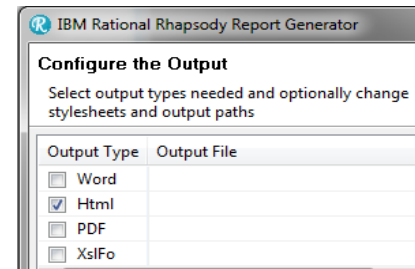 IBM Rational Rhapsody Report Generator
Configure the Output
Select output types needed and optionally change
stylesheets and output paths
Output Type Output File
Word
Html
PDF
XslFo